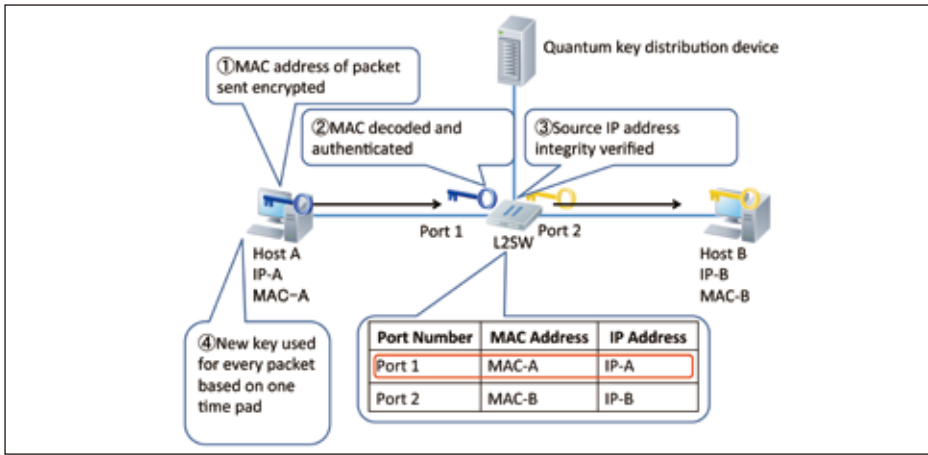 Quantum key distribution device
①MAC address of packet
sent encrypted
②MAC decoded and
authenticated
③Source IP address
integrity verified
Port 1
L2SW
Port 2
Host A
IP-A
MAC-A
Host B
IP-B
MAC-B
④New key used
for every packet
based on one
time pad
Port Number MAC Address IP Address
Port 1 MAC-A IP-A
Port 2 MAC-B IP-B